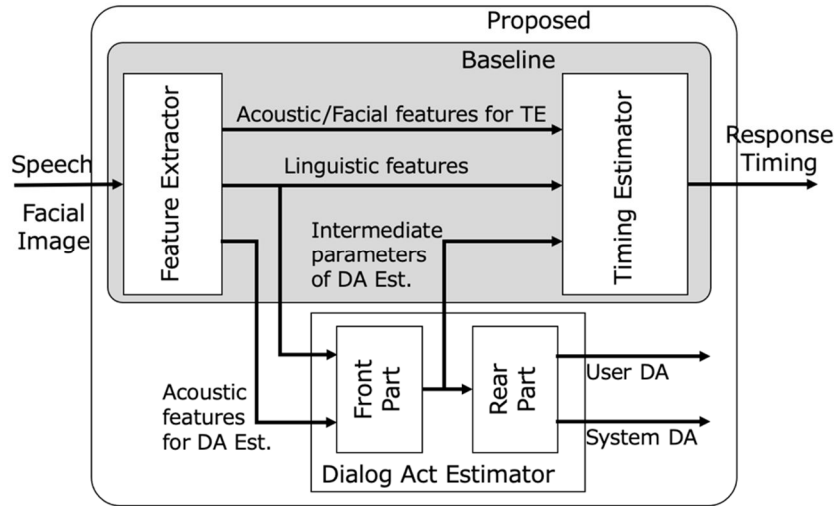 Proposed
Baseline
Feature Extractor
Acoustic/Facial features for TE
Linguistic features
Intermediate
parameters
of DA Est.
Timing Estimator
Response
Timing
Speech
Facial
Image
Acoustic
features
for DA Est.
Front
Part
Rear
Part
User DA
System DA
Dialog Act Estimator